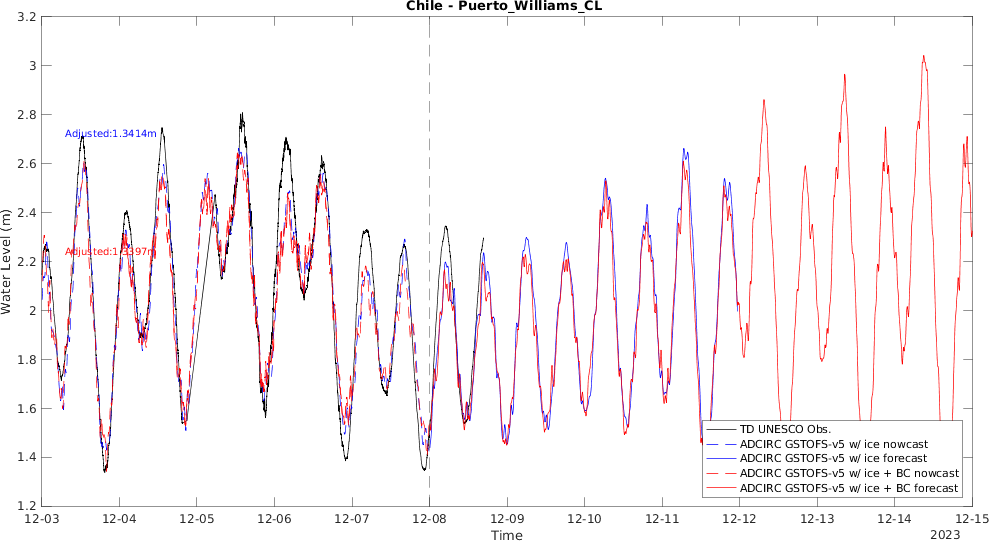 Chile - Puerto_Williams_CL
3.2
3
2.8
2.6
2.4
2.2
2
1.8
1.6
1.4
1.2
Water Level (m)
Adjusted:1.3414m
Adjusted:1.3397m
TD UNESCO Obs.
ADCIRC GSTOFS-v5 w/ ice nowcast
ADCIRC GSTOFS-v5 w/ ice forecast
ADCIRC GSTOFS-v5 w/ ice + BC nowcast
ADCIRC GSTOFS-v5 w/ ice + BC forecast
12-03 12-04 12-05 12-06 12-07 12-08 12-09 12-10 12-11 12-12 12-13 12-14 12-15
Time
2023